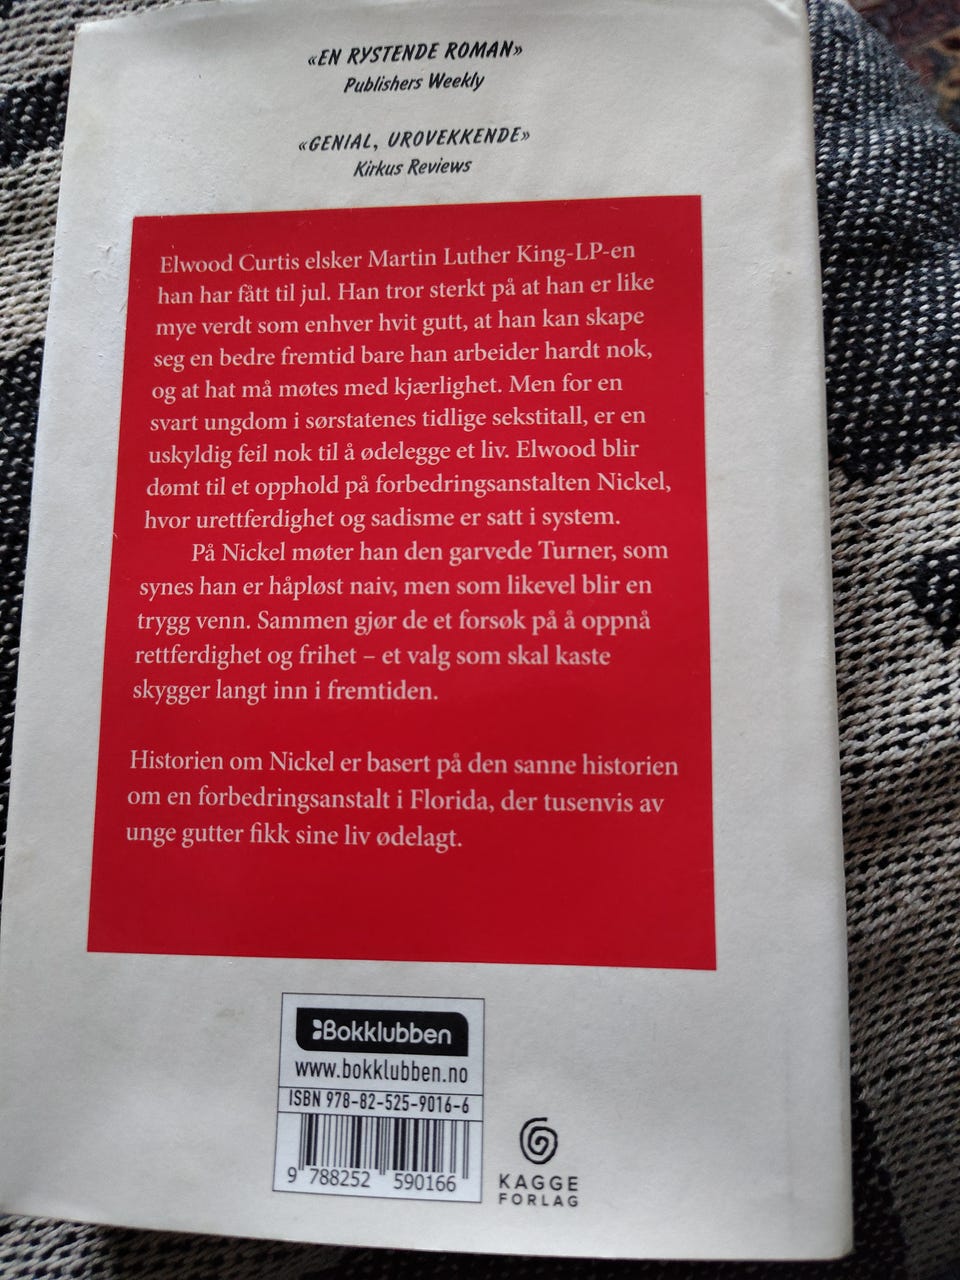 «EN RYSTENDE ROMAN»
Publishers Weekly
«GENIAL, UROVEKKENDE»
Kirkus Reviews
Elwood Curtis elsker Martin Luther King-LP-en
han har fått til jul. Han tror sterkt på at han er like
mye verdt som enhver hvit gutt, at han kan skape
seg en bedre fremtid bare han arbeider hardt nok,
og at hat må møtes med kjærlighet. Men for en
svart ungdom i sørstatenes tidlige sekstitall, er en
uskyldig feil nok til å ødelegge et liv. Elwood blir
dømt til et opphold på forbedringsanstalten Nickel,
hvor urettferdighet og sadisme er satt i system.
På Nickel møter han den garvede Turner, som
synes han er håpløst naiv, men som likevel blir en
trygg venn. Sammen gjør de et forsøk på å oppnå
rettferdighet og frihet – et valg som skal kaste
skygger langt inn i fremtiden.
Historien om Nickel er basert på den sanne historien
om en forbedringsanstalt i Florida, der tusenvis av
unge gutter fikk sine liv ødelagt.
Bokklubben
www.bokklubben.no
ISBN 978-82-525-9016-6
9 788252 590166
KAGGE
FORLAG